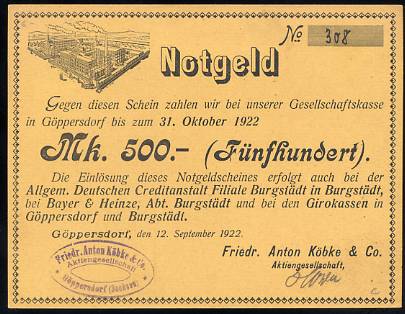 No 308
Notgeld
Gegen diesen Schein zahlen wir bei unserer Gesellschaftskasse
in Göppersdorf bis zum 31. Oktober 1922
Mk. 500.- (Fünfhundert).
Die Einlösung dieses Notgeldscheines erfolgt auch bei der
Allgem. Deutschen Creditanstalt Filiale Burgstädt in Burgstädt,
bei Bayer & Heinze, Abt. Burgstädt und bei den Girokassen in
Göppersdorf und Burgstädt.
Göppersdorf, den 12. September 1922.
Friedr. Anton Köbke & Co.
Aktiengesellschaft,
Friedr. Anton Köbke & Co.
Aktiengesellschaft
Göppersdorf (Sachsen)